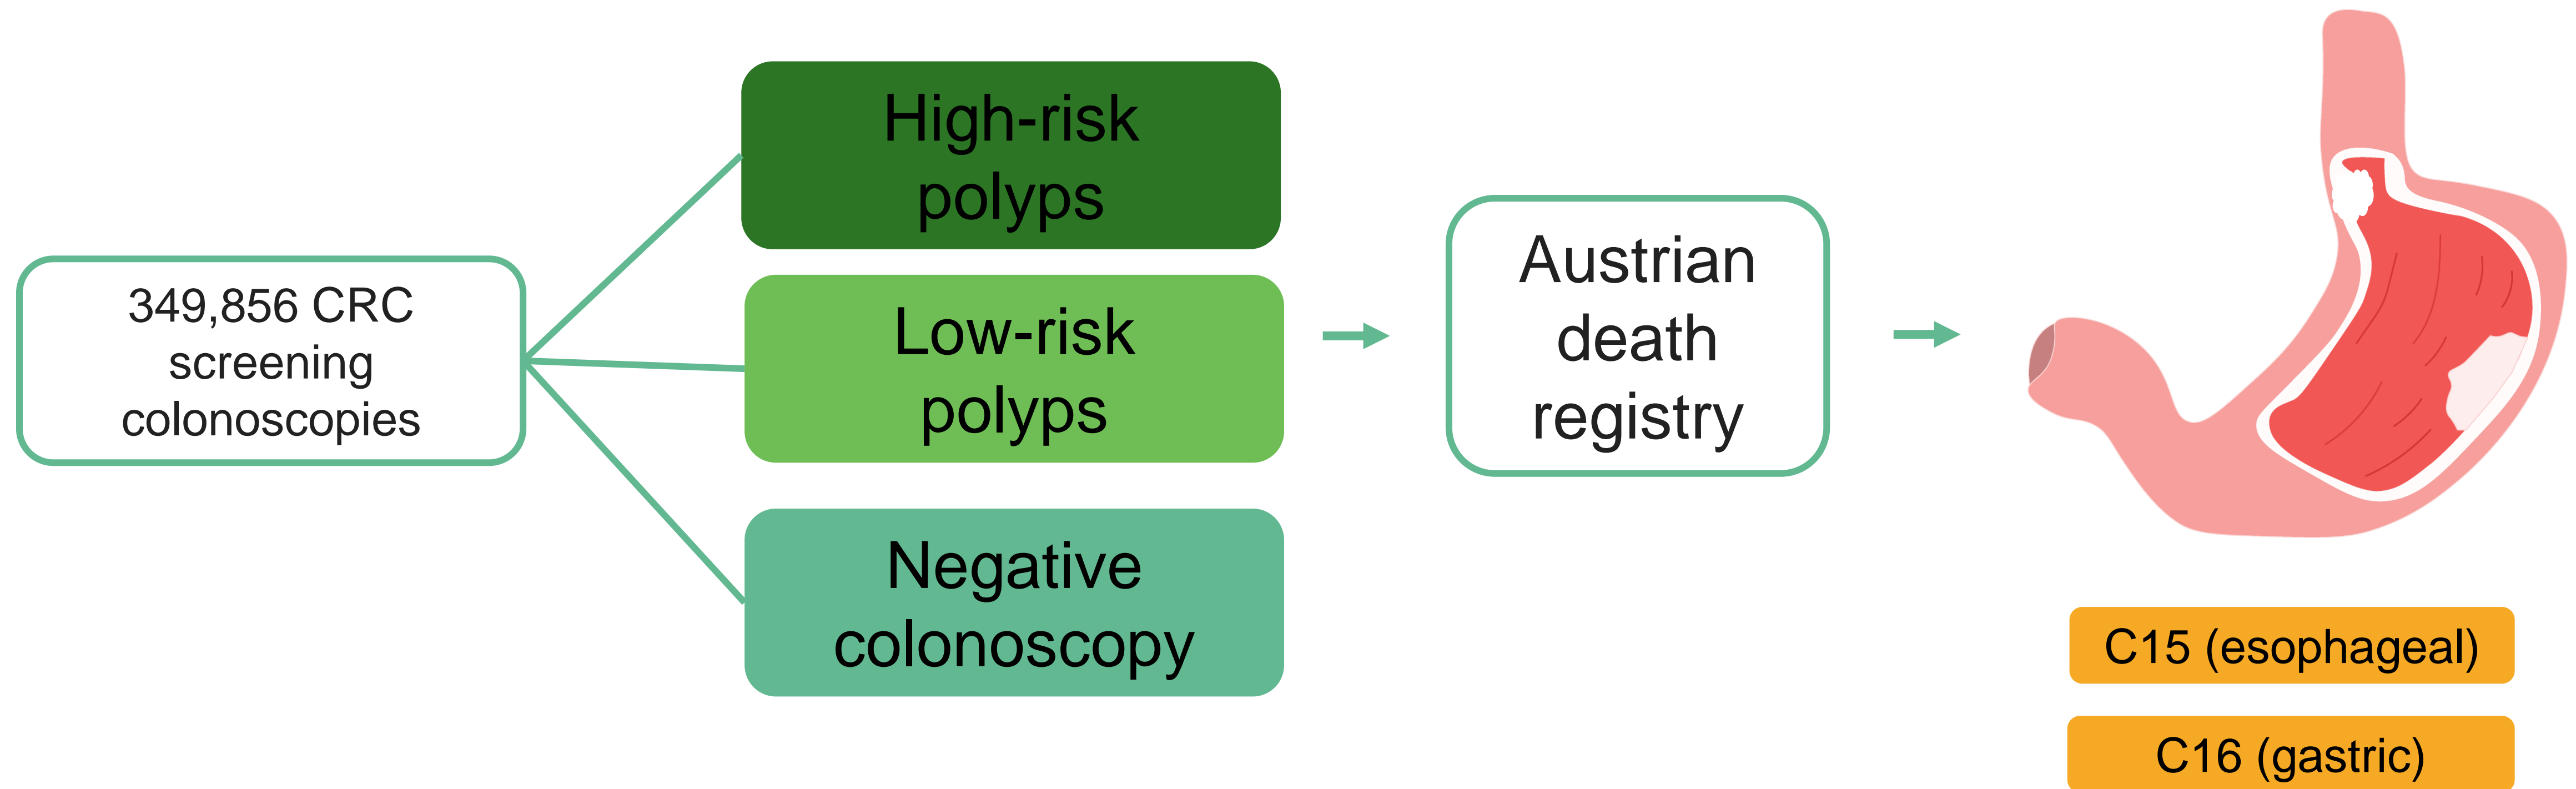 349,856 CRC
screening
colonoscopies
High-risk
polyps
Low-risk
polyps
Negative
colonoscopy
Austrian
death
registry
C15 (esophageal)
C16 (gastric)